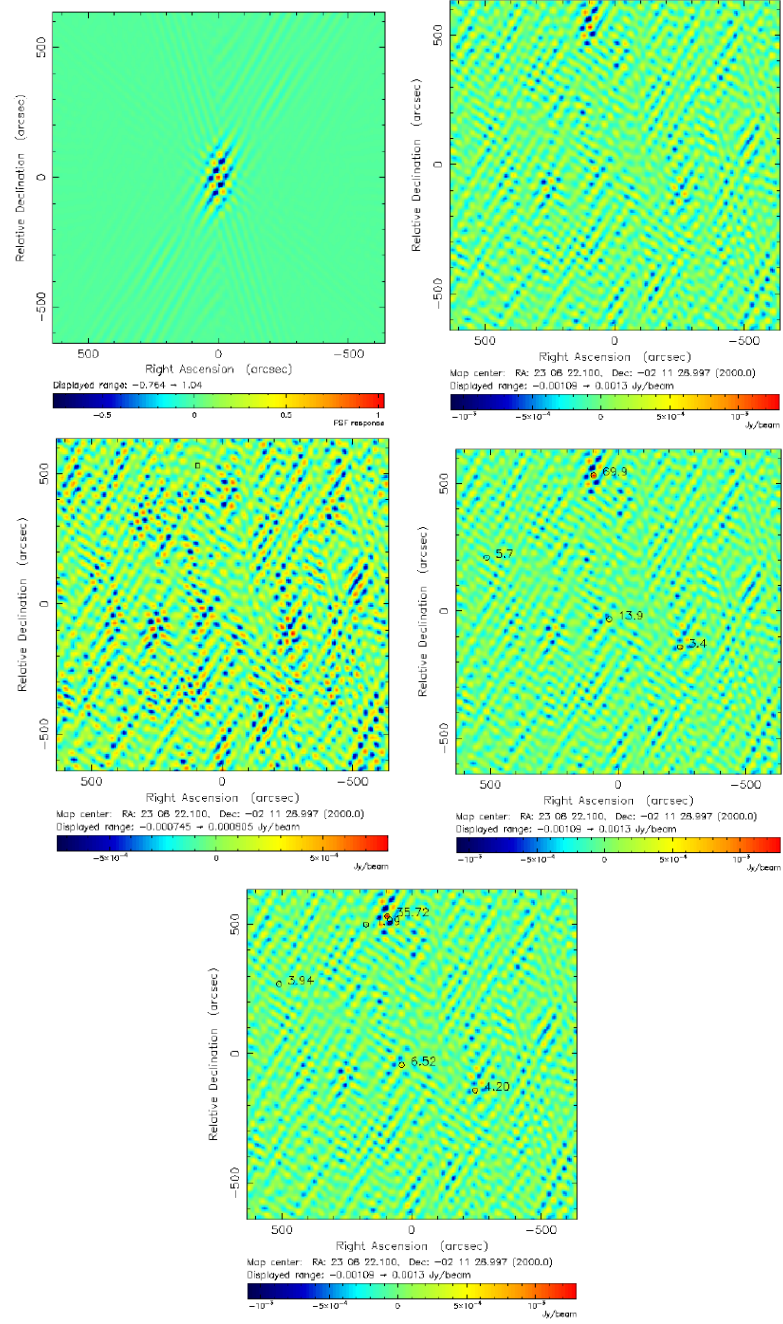 500
0
−500
Relative Declination (arcsec)
500 0 −500
Right Ascension (arcsec)
Displayed range: −0.764 → 1.04
−0.5 0 0.5 1
PSF response
500
0
−500
Relative Declination (arcsec)
500 0 −500
Right Ascension (arcsec)
Map center: RA: 23 06 22.100, Dec: −02 11 26.997 (2000.0)
Displayed range: −0.00109 → 0.0013 Jy/beam
−10⁻³ −5×10⁻⁴ 0 5×10⁻⁴ 10⁻³
Jy/beam
500
0
−500
Relative Declination (arcsec)
500 0 −500
Right Ascension (arcsec)
Map center: RA: 23 06 22.100, Dec: −02 11 26.997 (2000.0)
Displayed range: −0.000745 → 0.000805 Jy/beam
−5×10⁻⁴ 0 5×10⁻⁴
Jy/beam
69.9
5.7
13.9
3.4
500
0
−500
Relative Declination (arcsec)
500 0 −500
Right Ascension (arcsec)
Map center: RA: 23 06 22.100, Dec: −02 11 26.997 (2000.0)
Displayed range: −0.00109 → 0.0013 Jy/beam
−10⁻³ −5×10⁻⁴ 0 5×10⁻⁴ 10⁻³
Jy/beam
35.72
3.94
6.52
4.20
500
0
−500
Relative Declination (arcsec)
500 0 −500
Right Ascension (arcsec)
Map center: RA: 23 06 22.100, Dec: −02 11 26.997 (2000.0)
Displayed range: −0.00109 → 0.0013 Jy/beam
−10⁻³ −5×10⁻⁴ 0 5×10⁻⁴ 10⁻³
Jy/beam